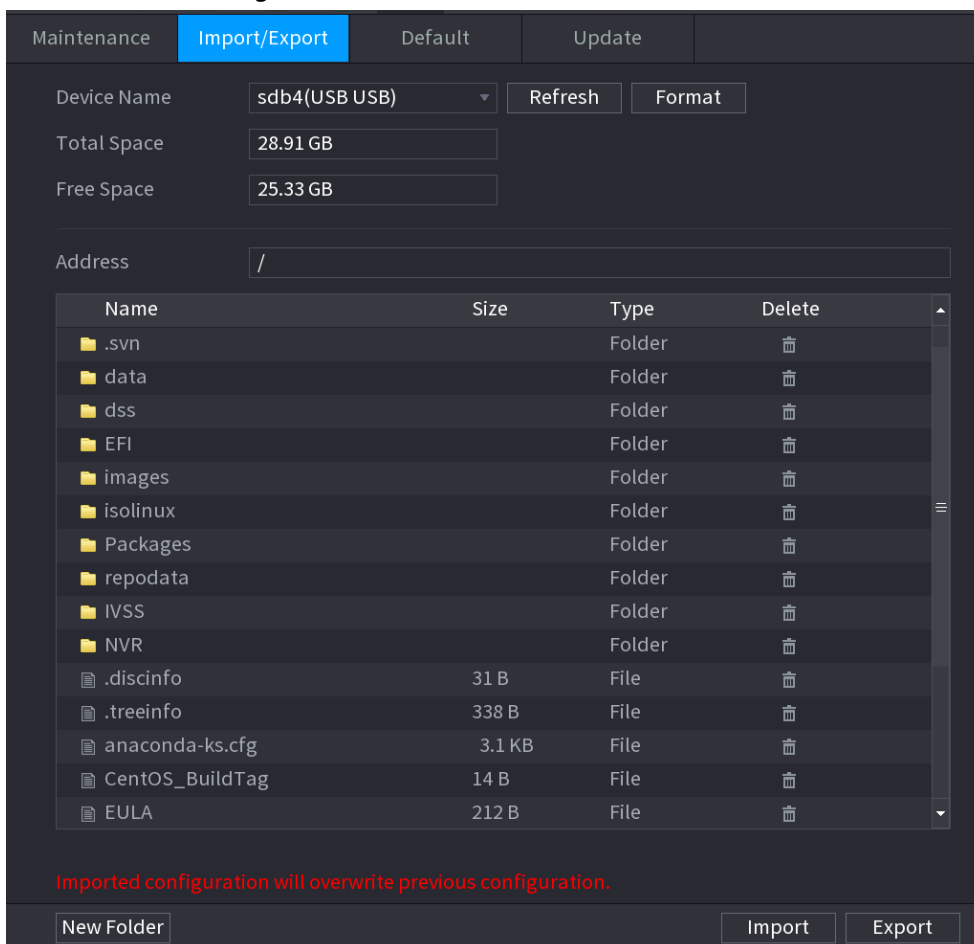 Maintenance Import/Export Default Update
Device Name sdb4(USB USB) Refresh Format
Total Space 28.91 GB
Free Space 25.33 GB
Address /
Name Size Type Delete
.svn Folder
data Folder
dss Folder
EFI Folder
images Folder
isolinux Folder
Packages Folder
repodata Folder
IVSS Folder
NVR Folder
.discinfo 31 B File
.treeinfo 338 B File
anaconda-ks.cfg 3.1 KB File
CentOS_BuildTag 14 B File
EULA 212 B File
Imported configuration will overwrite previous configuration.
New Folder Import Export